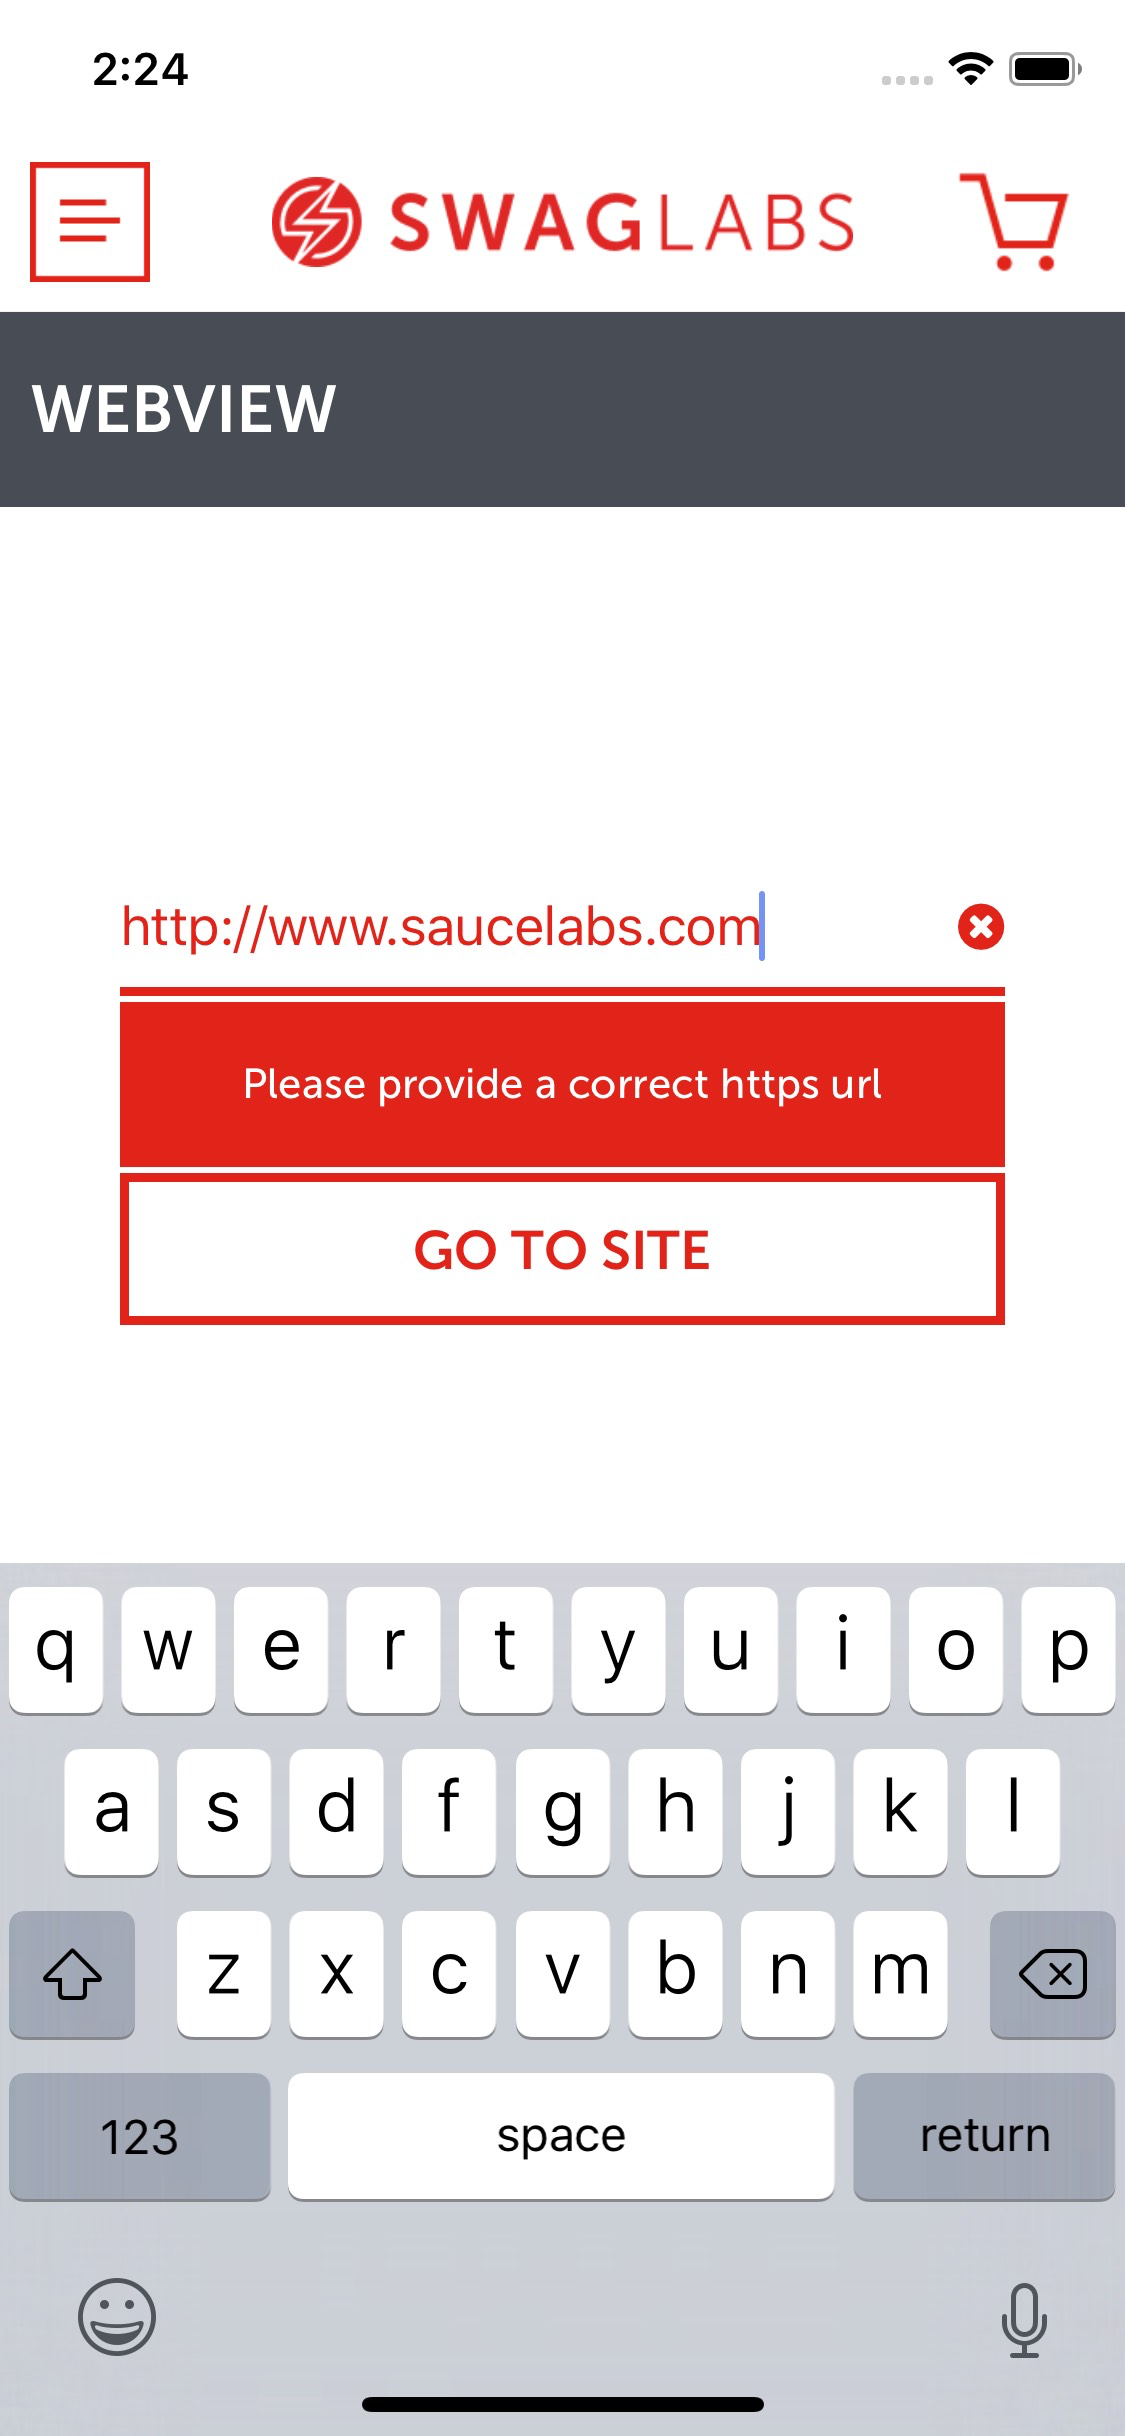 2:24
SWAGLABS
WEBVIEW
http://www.saucelabs.com
Please provide a correct https url
GO TO SITE
q w e r t y u i o p
a s d f g h j k l
z x c v b n m
123 space return